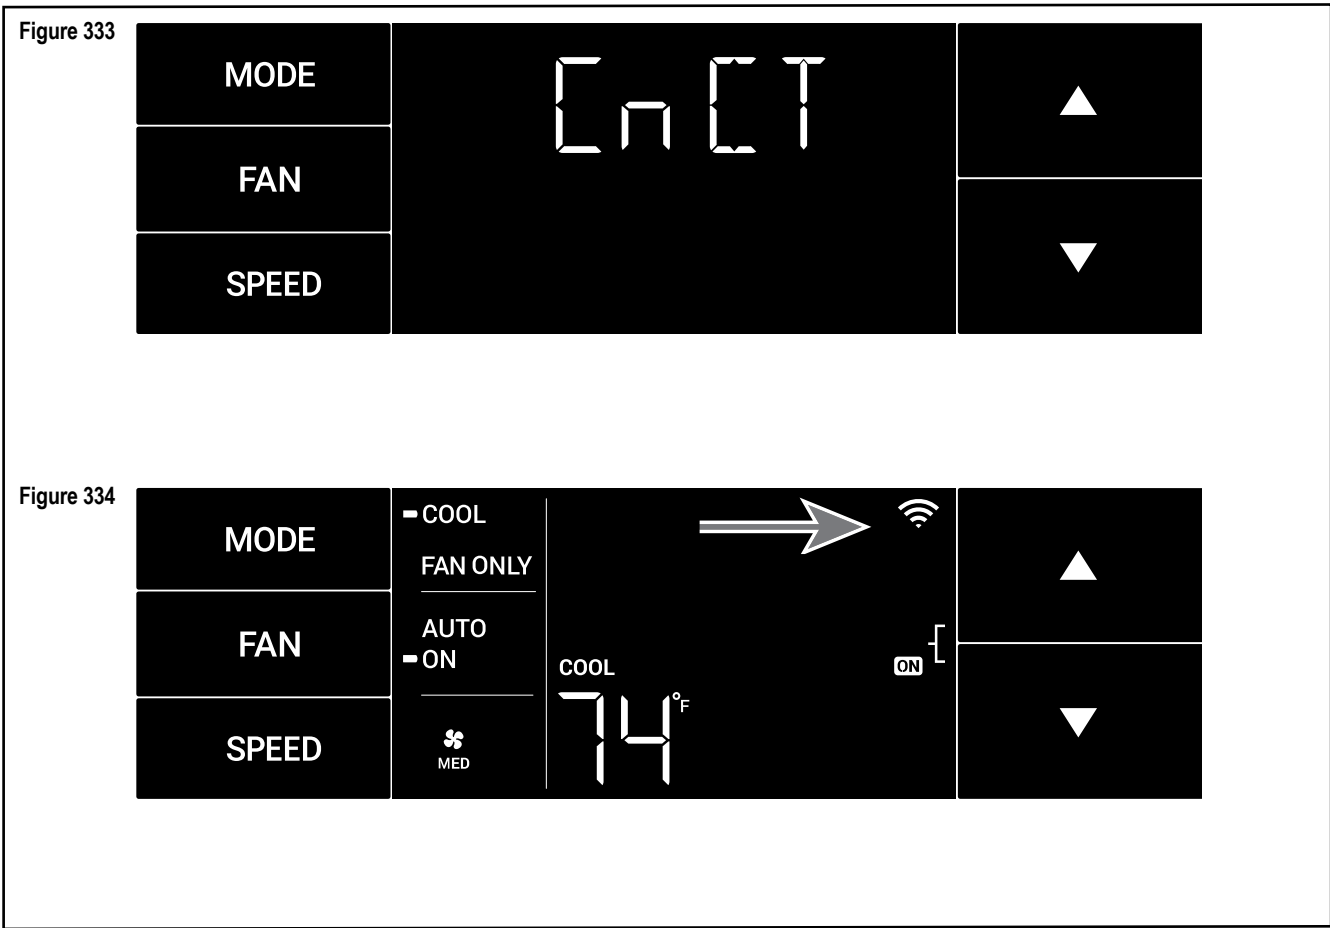 Figure 333
MODE
CnCT
FAN
SPEED
Figure 334
MODE
COOL
FAN ONLY
FAN
AUTO
ON
COOL
ON
74°F
SPEED
MED